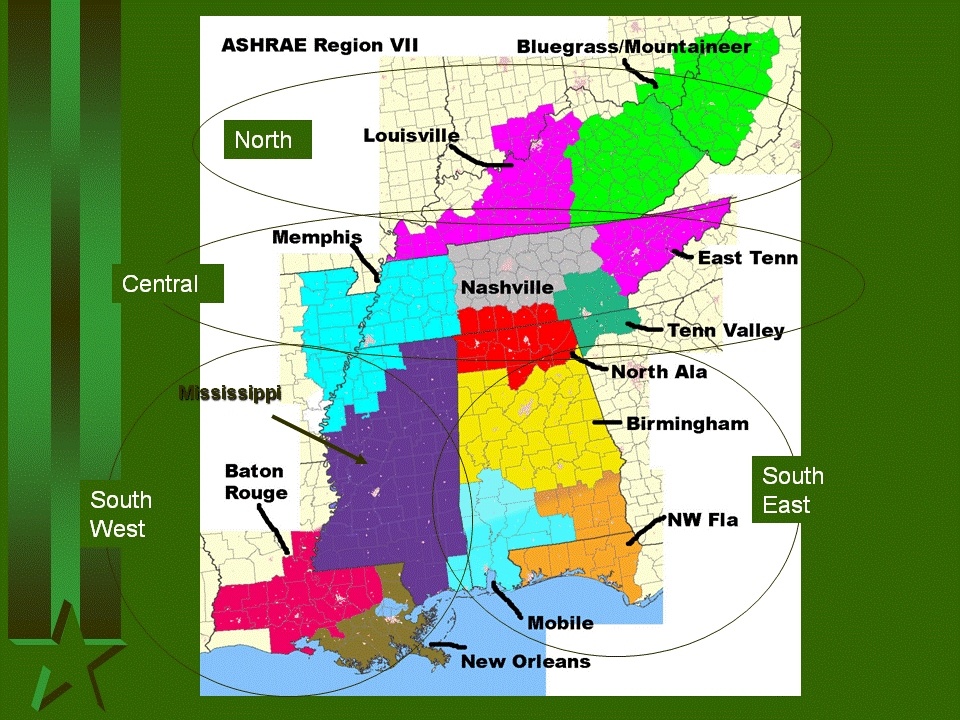 ASHRAE Region VII
Bluegrass/Mountaineer
North
Louisville
Memphis
East Tenn
Central
Nashville
Tenn Valley
North Ala
Mississippi
Birmingham
Baton
Rouge
South
East
South
West
NW Fla
Mobile
New Orleans